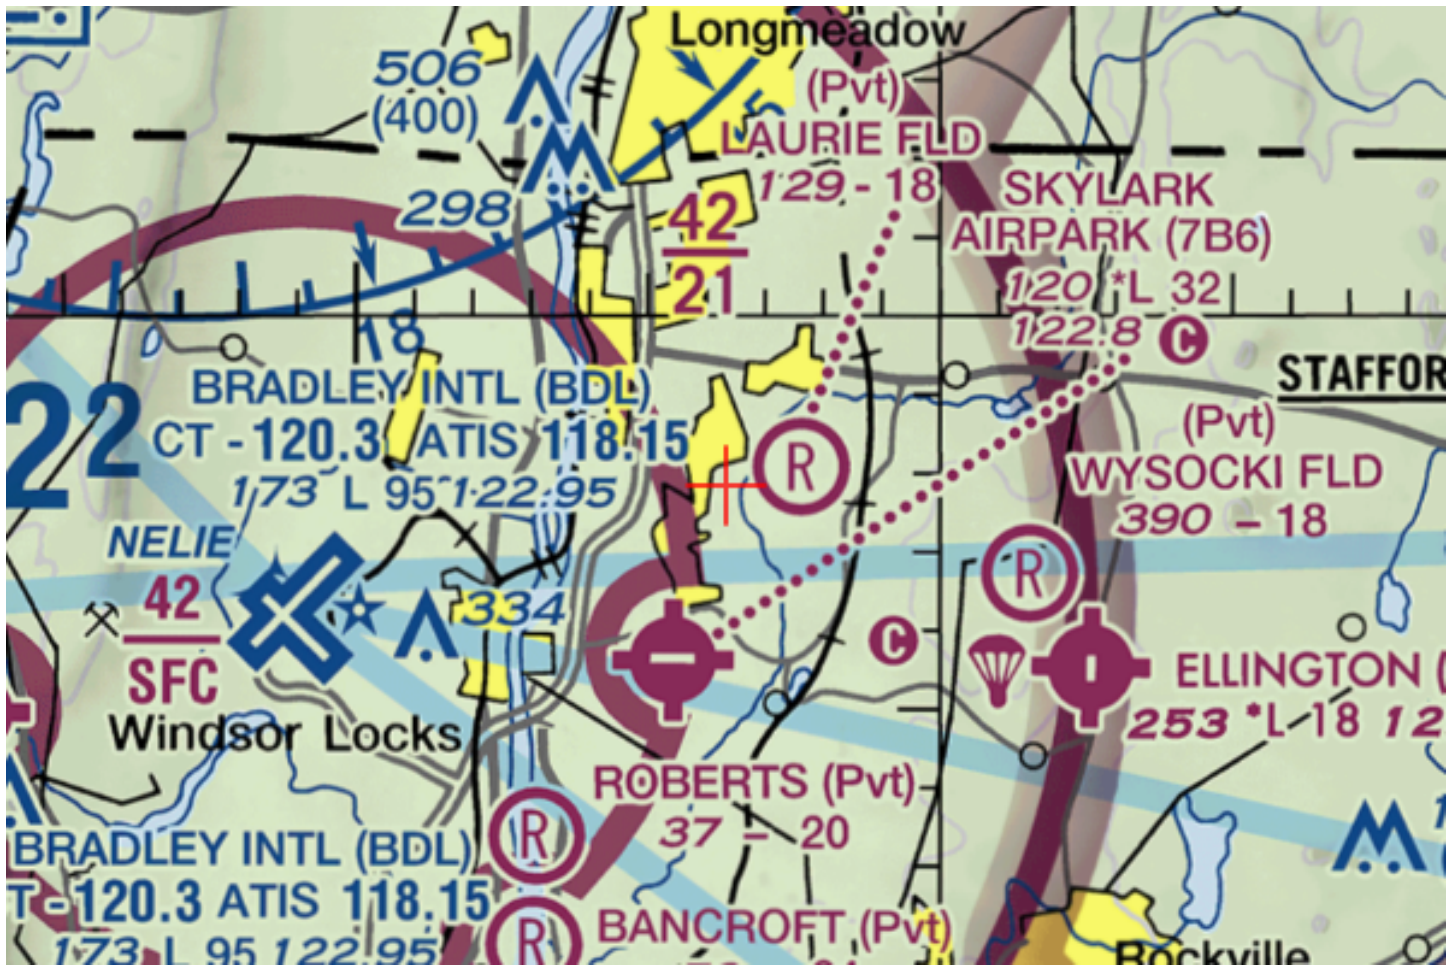 Longmeadow
506
(400)
(Pvt)
LAURIE FLD
129 - 18
298
42
21
SKYLARK
AIRPARK (7B6)
120 *L 32
122.8 C
18
BRADLEY INTL (BDL)
CT - 120.3 ATIS 118.15
173 L 95 122.95
22
STAFFOR
(Pvt)
WYSOCKI FLD
390 - 18
R
R
NELIE
42
SFC
334
C
Windsor Locks
ELLINGTON (
253 *L 18 12
ROBERTS (Pvt)
37 - 20
R
BRADLEY INTL (BDL)
T - 120.3 ATIS 118.15
173 L 95 122.95
R
BANCROFT (Pvt)
Rockville